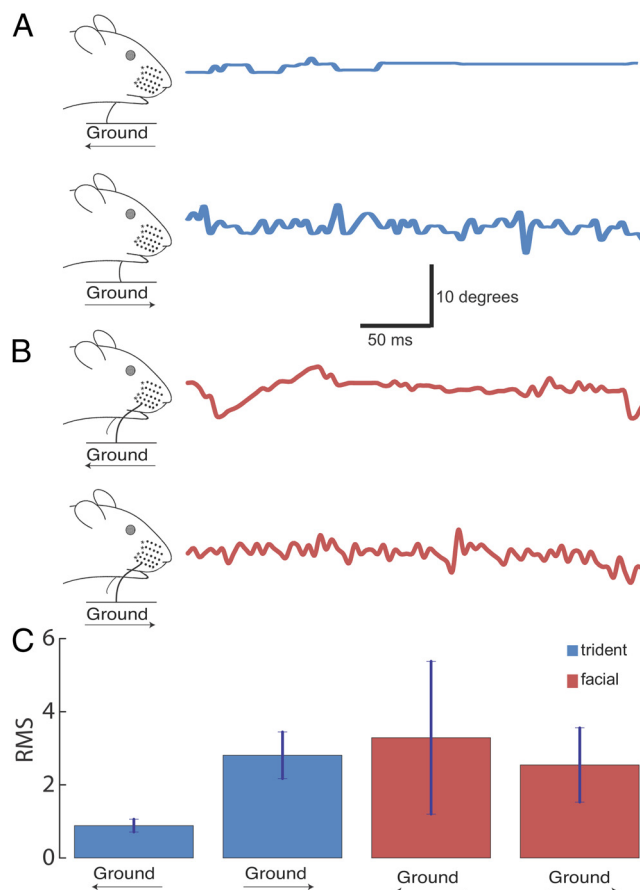 A
Ground
Ground
10 degrees
50 ms
B
Ground
Ground
C
6
4
2
0
RMS
trident
facial
Ground
Ground
Ground
Ground